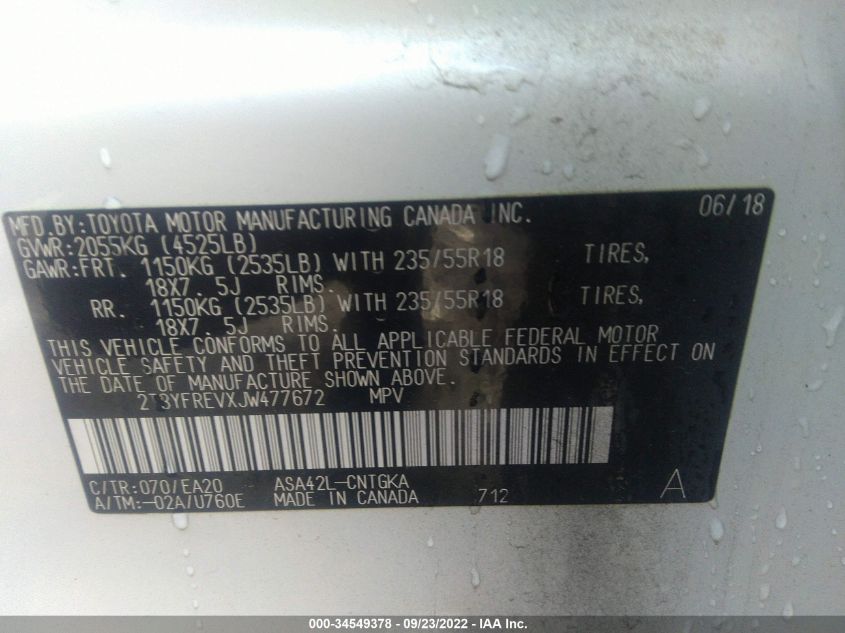 MFD.BY:TOYOTA MOTOR MANUFACTURING CANADA INC. 06/18
GVWR:2055KG (4525LB)
GAWR:FRT. 1150KG (2535LB) WITH 235/55R18 TIRES,
18X7. 5J RIMS.
RR. 1150KG (2535LB) WITH 235/55R18 TIRES,
18X7. 5J RIMS.
THIS VEHICLE CONFORMS TO ALL APPLICABLE FEDERAL MOTOR
VEHICLE SAFETY AND THEFT PREVENTION STANDARDS IN EFFECT ON
THE DATE OF MANUFACTURE SHOWN ABOVE.
2T3YFREVXJW477672 MPV
C/TR:070/EA20 ASA42L-CNTGKA
A/TM:-02A/U760E MADE IN CANADA 712 A
000-34549378 - 09/23/2022 - IAA Inc.